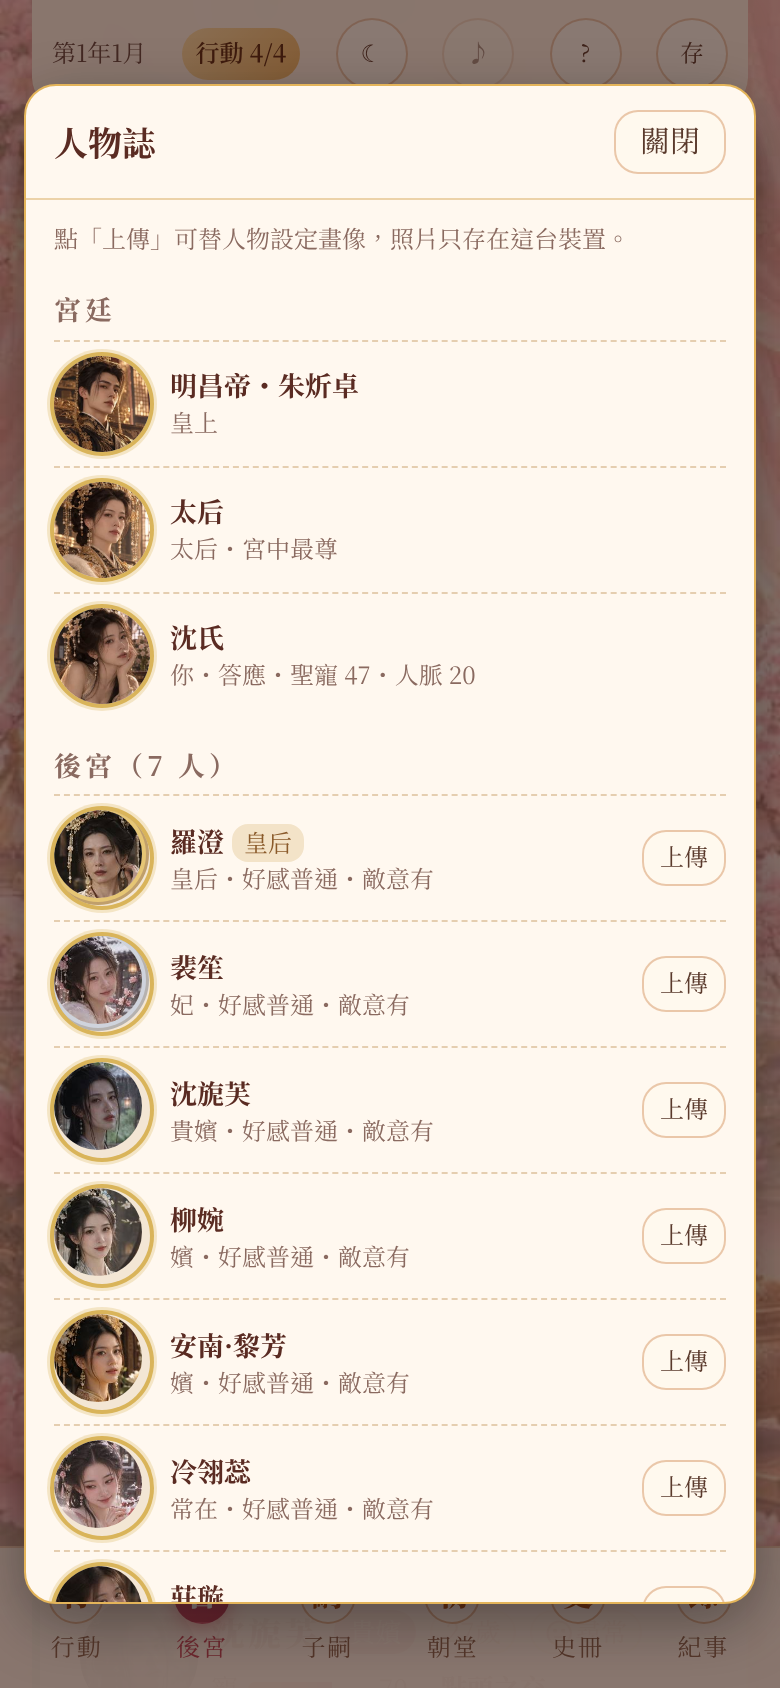 第1年1月
行動 4/4
☾
♪
?
存
人物誌
關閉
點「上傳」可替人物設定畫像，照片只存在這台裝置。
宮廷
明昌帝・朱炘卓
皇上
太后
太后・宮中最尊
沈氏
你・答應・聖寵 47・人脈 20
後宮（7 人）
羅澄 皇后
皇后・好感普通・敵意有
上傳
裴笙
妃・好感普通・敵意有
上傳
沈旎芙
貴嬪・好感普通・敵意有
上傳
柳婉
嬪・好感普通・敵意有
上傳
安南·黎芳
嬪・好感普通・敵意有
上傳
冷翎蕊
常在・好感普通・敵意有
上傳
莊璇
行動
後宮
子嗣
朝堂
史冊
紀事